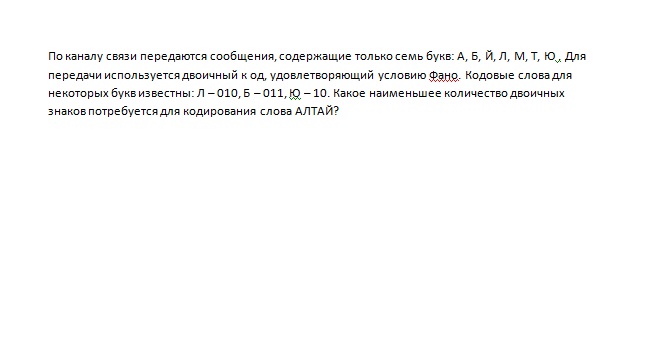 По каналу связи передаются сообщения, содержащие только семь букв: А, Б, Й, Л, М, Т, Ю,. Для
передачи используется двоичный к од, удовлетворяющий условию Фано. Кодовые слова для
некоторых букв известны: Л – 010, Б – 011, Ю – 10. Какое наименьшее количество двоичных
знаков потребуется для кодирования слова АЛТАЙ?